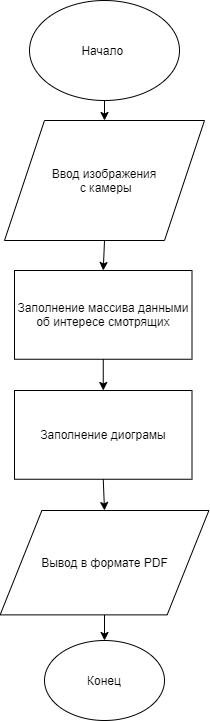 Начало
Ввод изображения
с камеры
Заполнение массива данными
об интересе смотрящих
Заполнение диограмы
Вывод в формате PDF
Конец